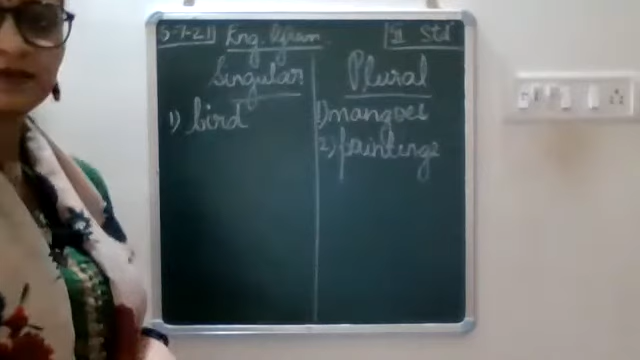 5-7-21 Eng. Gram. II Std
Singular Plural
1) bird 1) mangoes
2) paintings